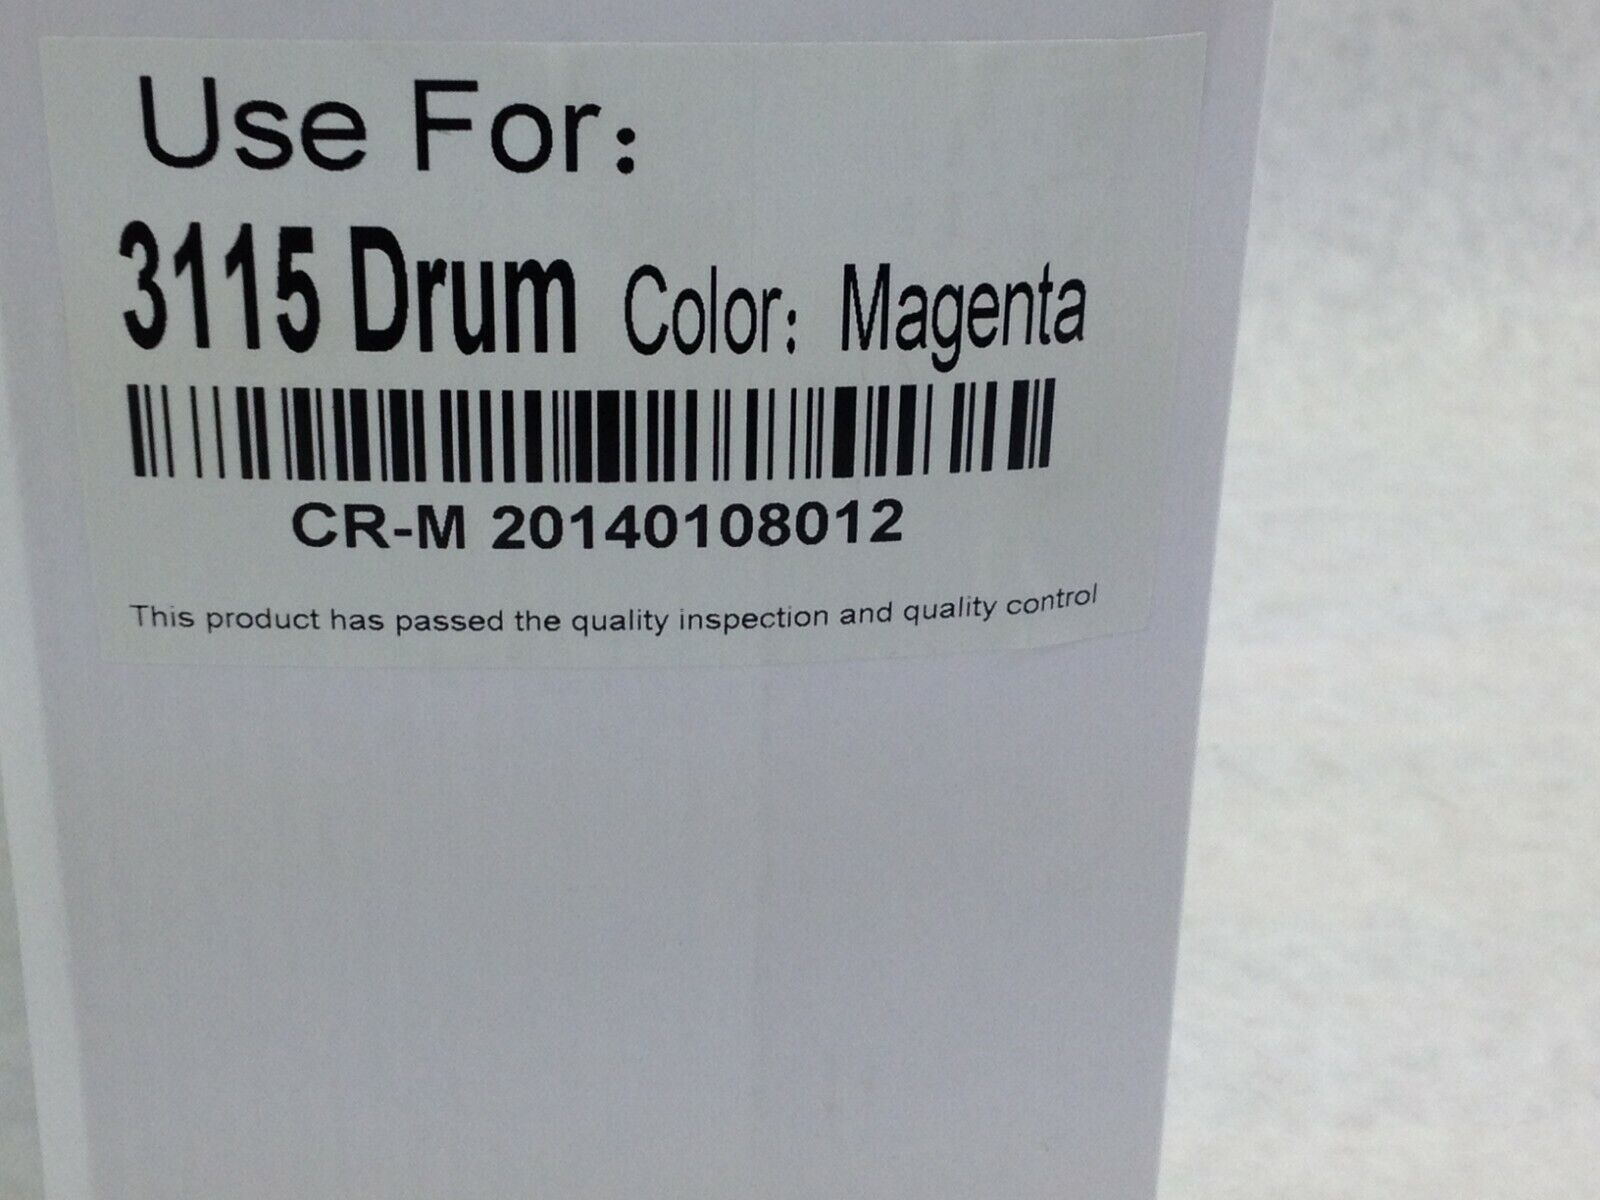 Use For:
3115 Drum Color: Magenta
CR-M 20140108012
This product has passed the quality inspection and quality control